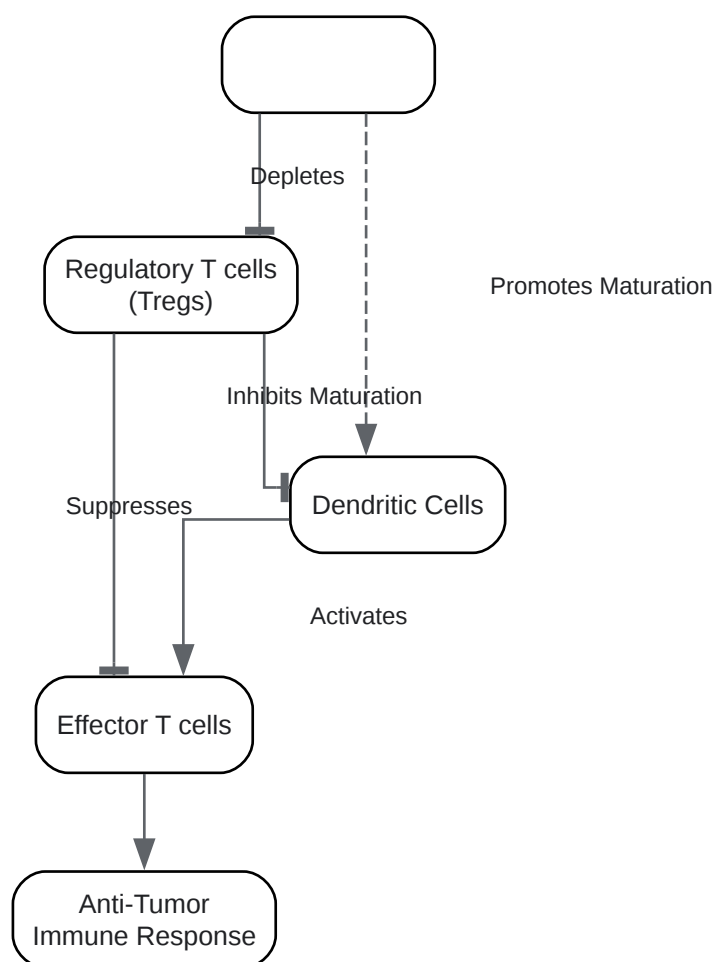 Depletes
Regulatory T cells
(Tregs)
Promotes Maturation
Inhibits Maturation
Suppresses
Dendritic Cells
Activates
Effector T cells
Anti-Tumor
Immune Response